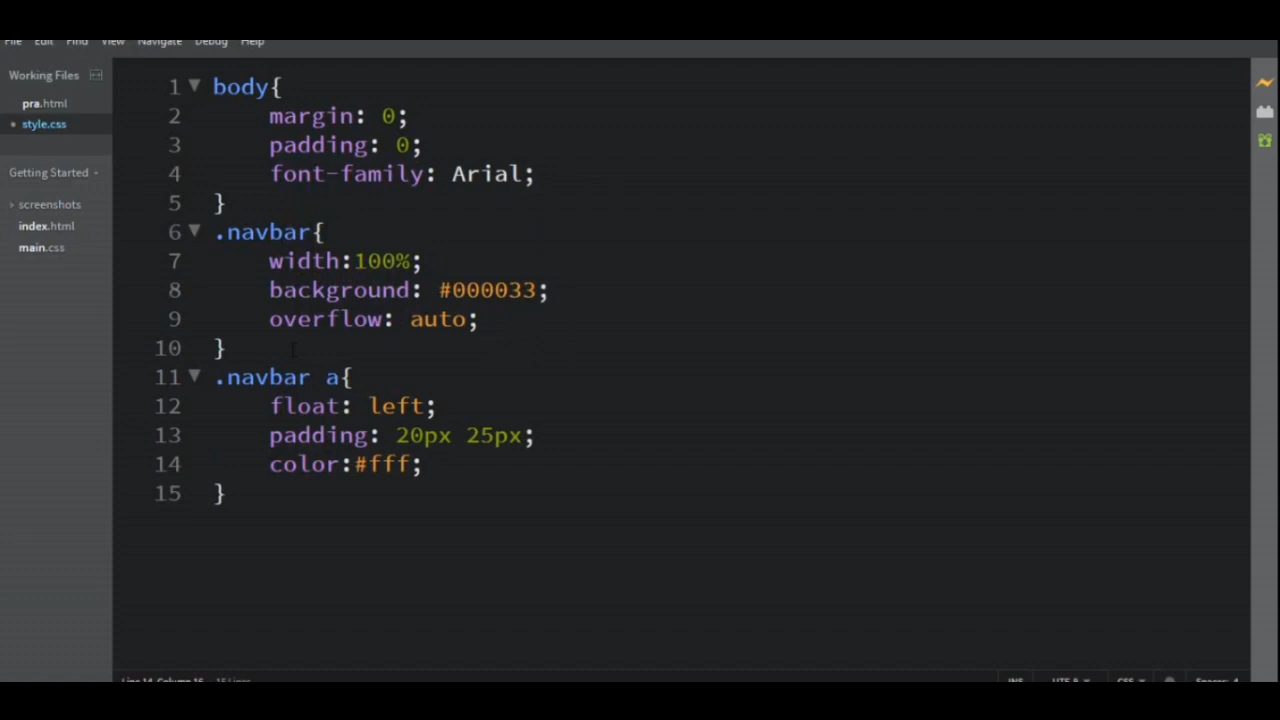 File Edit Find View Navigate Debug Help
Working Files
pra.html
style.css
Getting Started
screenshots
index.html
main.css
1 body{
2 margin: 0;
3 padding: 0;
4 font-family: Arial;
5 }
6 .navbar{
7 width:100%;
8 background: #000033;
9 overflow: auto;
10 }
11 .navbar a{
12 float: left;
13 padding: 20px 25px;
14 color:#fff;
15 }